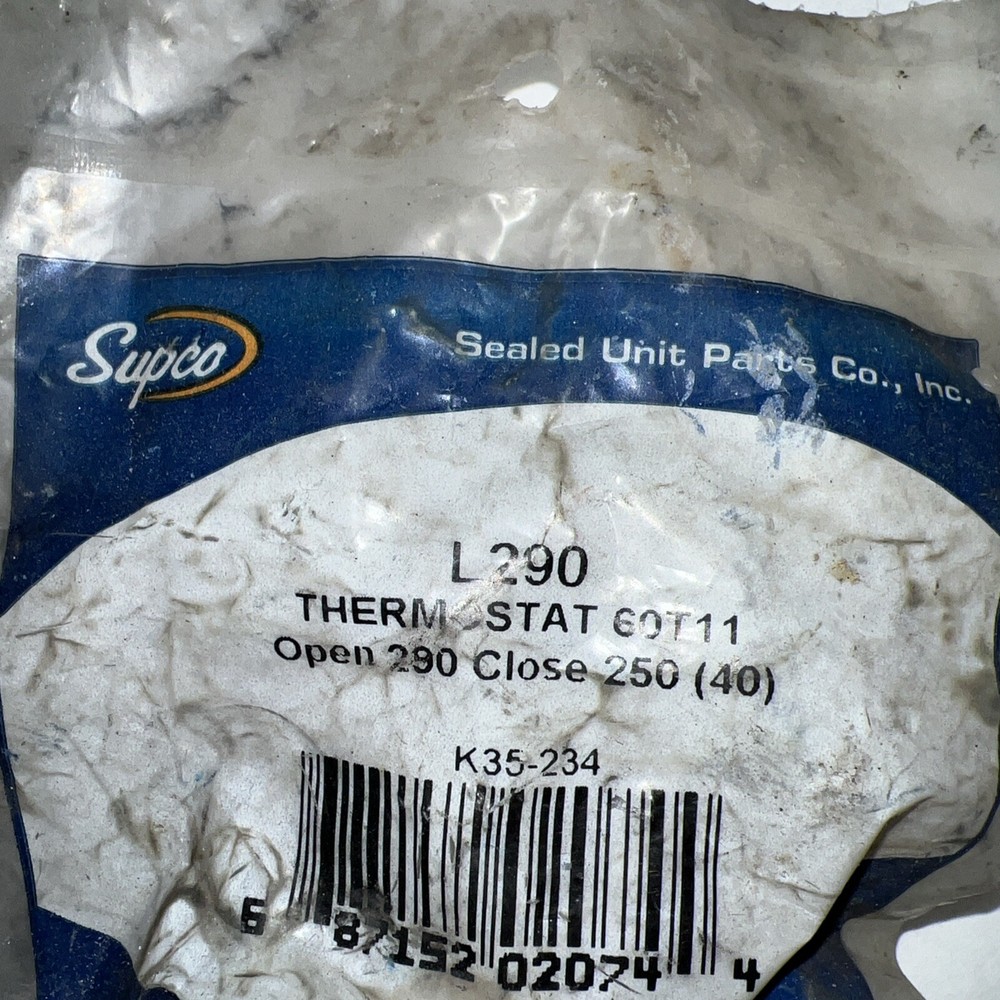 Supco
Sealed Unit Parts Co., Inc.
L290
THERMOSTAT 60T11
Open 290 Close 250 (40)
K35-234
6 87152 02074 4